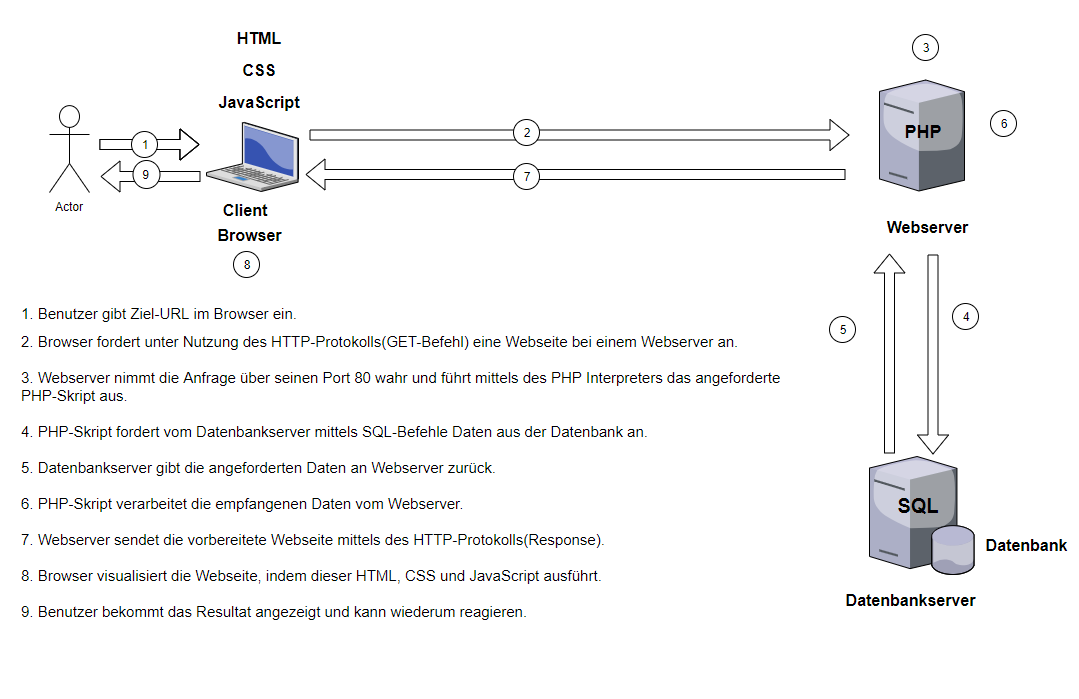 HTML
CSS
JavaScript
3
PHP
6
1
2
9
7
Actor
Client
Browser
8
Webserver
4
5
1. Benutzer gibt Ziel-URL im Browser ein.
2. Browser fordert unter Nutzung des HTTP-Protokolls(GET-Befehl) eine Webseite bei einem Webserver an.
3. Webserver nimmt die Anfrage über seinen Port 80 wahr und führt mittels des PHP Interpreters das angeforderte
PHP-Skript aus.
4. PHP-Skript fordert vom Datenbankserver mittels SQL-Befehle Daten aus der Datenbank an.
5. Datenbankserver gibt die angeforderten Daten an Webserver zurück.
6. PHP-Skript verarbeitet die empfangenen Daten vom Webserver.
7. Webserver sendet die vorbereitete Webseite mittels des HTTP-Protokolls(Response).
8. Browser visualisiert die Webseite, indem dieser HTML, CSS und JavaScript ausführt.
9. Benutzer bekommt das Resultat angezeigt und kann wiederum reagieren.
SQL
Datenbank
Datenbankserver